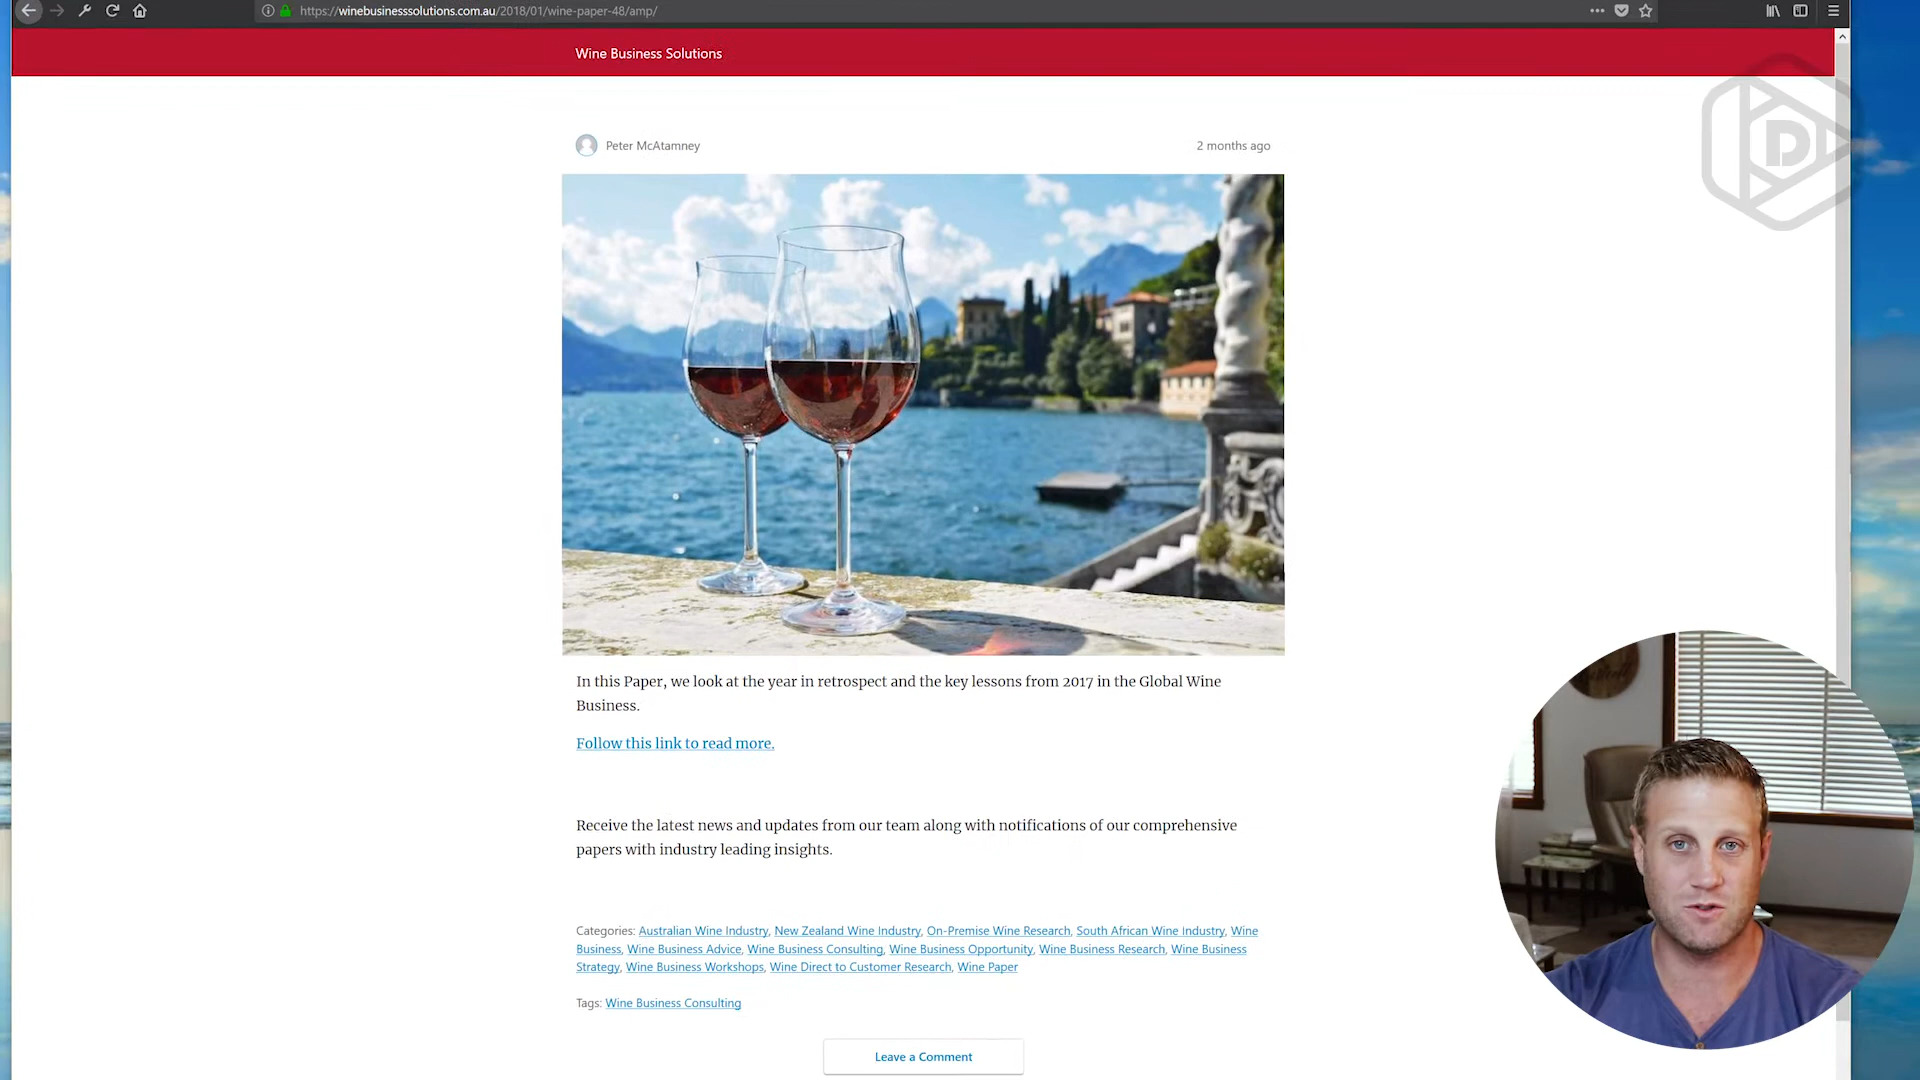 https://winebusinesssolutions.com.au/2018/01/wine-paper-48/amp/
Wine Business Solutions
D
Peter McAtamney
2 months ago
In this Paper, we look at the year in retrospect and the key lessons from 2017 in the Global Wine
Business.
Follow this link to read more.
Receive the latest news and updates from our team along with notifications of our comprehensive
papers with industry leading insights.
Categories: Australian Wine Industry, New Zealand Wine Industry, On-Premise Wine Research, South African Wine Industry, Wine
Business, Wine Business Advice, Wine Business Consulting, Wine Business Opportunity, Wine Business Research, Wine Business
Strategy, Wine Business Workshops, Wine Direct to Customer Research, Wine Paper
Tags: Wine Business Consulting
Leave a Comment